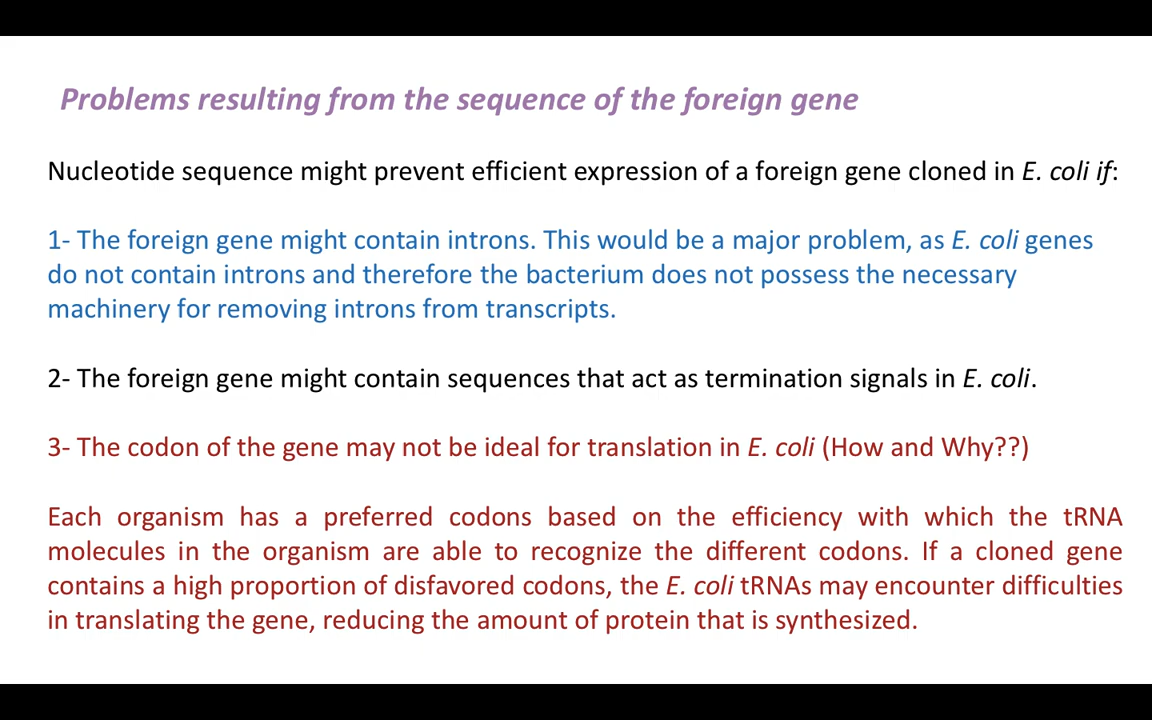 Problems resulting from the sequence of the foreign gene
Nucleotide sequence might prevent efficient expression of a foreign gene cloned in E. coli if:
1- The foreign gene might contain introns. This would be a major problem, as E. coli genes
do not contain introns and therefore the bacterium does not possess the necessary
machinery for removing introns from transcripts.
2- The foreign gene might contain sequences that act as termination signals in E. coli.
3- The codon of the gene may not be ideal for translation in E. coli (How and Why??)
Each organism has a preferred codons based on the efficiency with which the tRNA
molecules in the organism are able to recognize the different codons. If a cloned gene
contains a high proportion of disfavored codons, the E. coli tRNAs may encounter difficulties
in translating the gene, reducing the amount of protein that is synthesized.